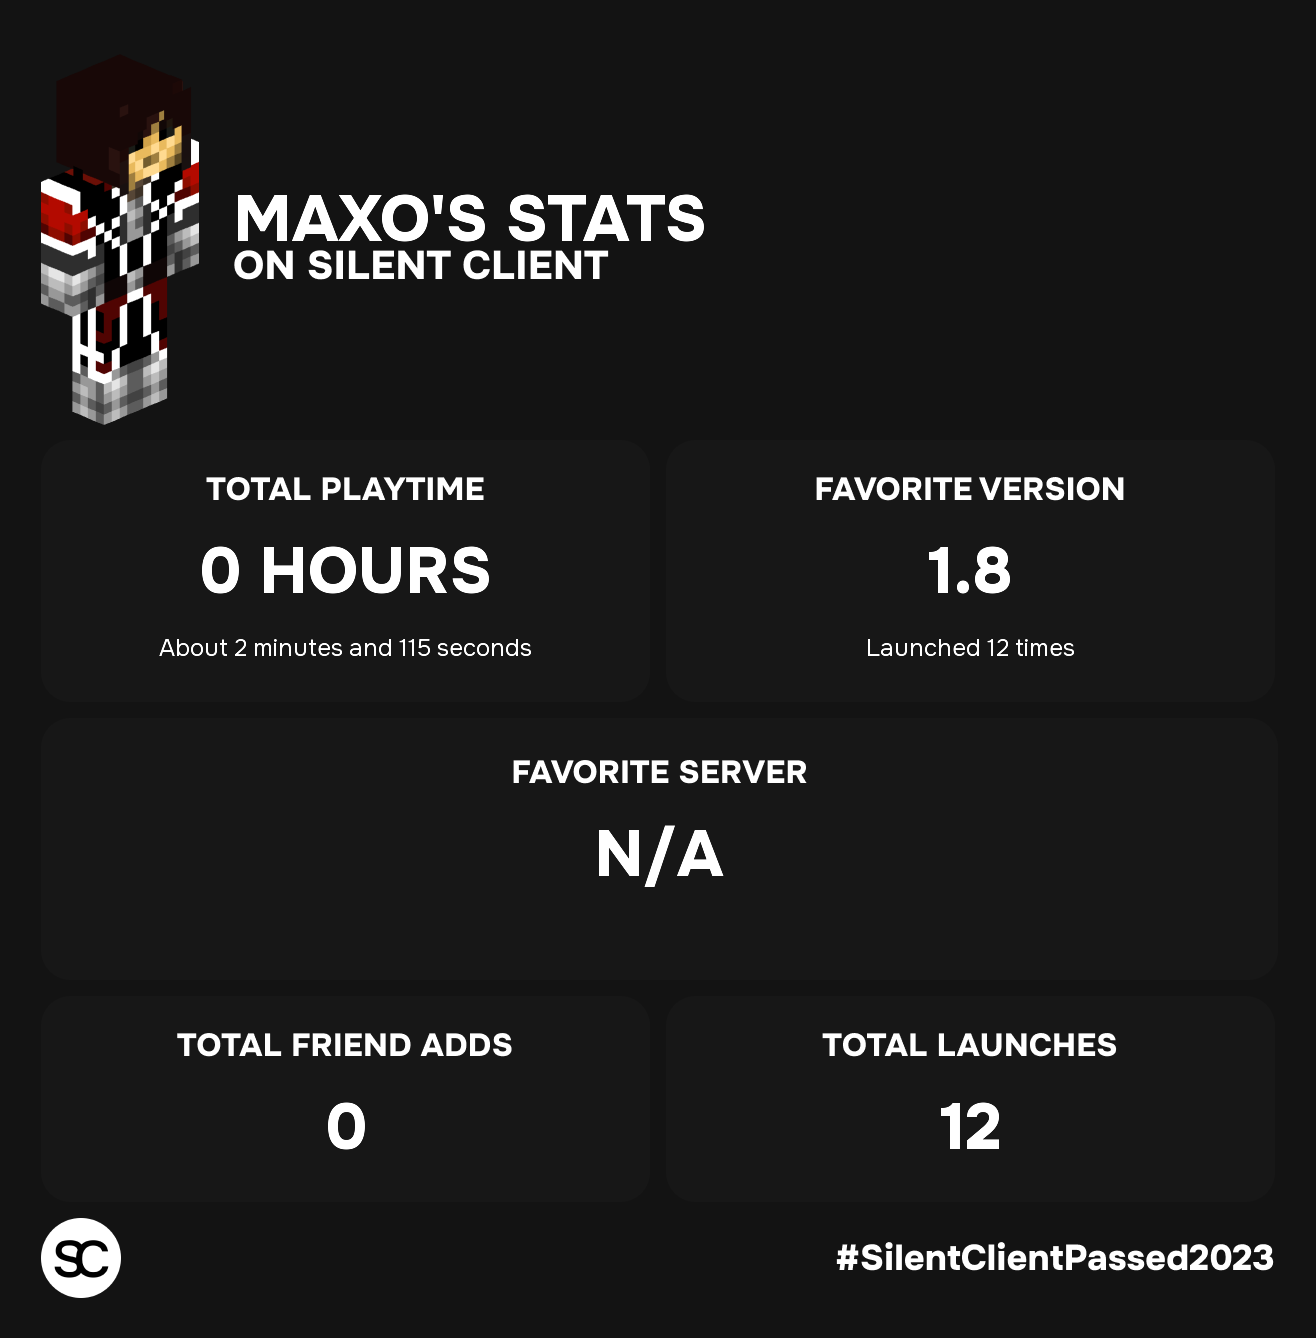 MAXO'S STATS
ON SILENT CLIENT
TOTAL PLAYTIME
0 HOURS
About 2 minutes and 115 seconds
FAVORITE VERSION
1.8
Launched 12 times
FAVORITE SERVER
N/A
TOTAL FRIEND ADDS
0
TOTAL LAUNCHES
12
SC
#SilentClientPassed2023